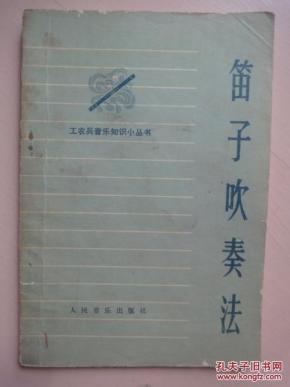 工农兵音乐知识小丛书
笛子吹奏法
人民音乐出版社
孔夫子旧书网